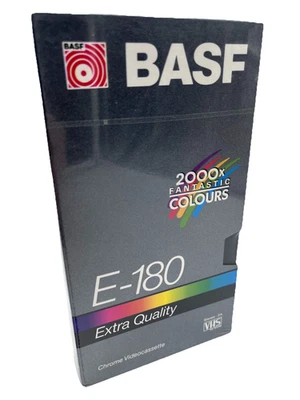 BASF
BASF
2000x
FANTASTIC
COLOURS
E-180
Extra Quality
VHS
Chrome Videocassette